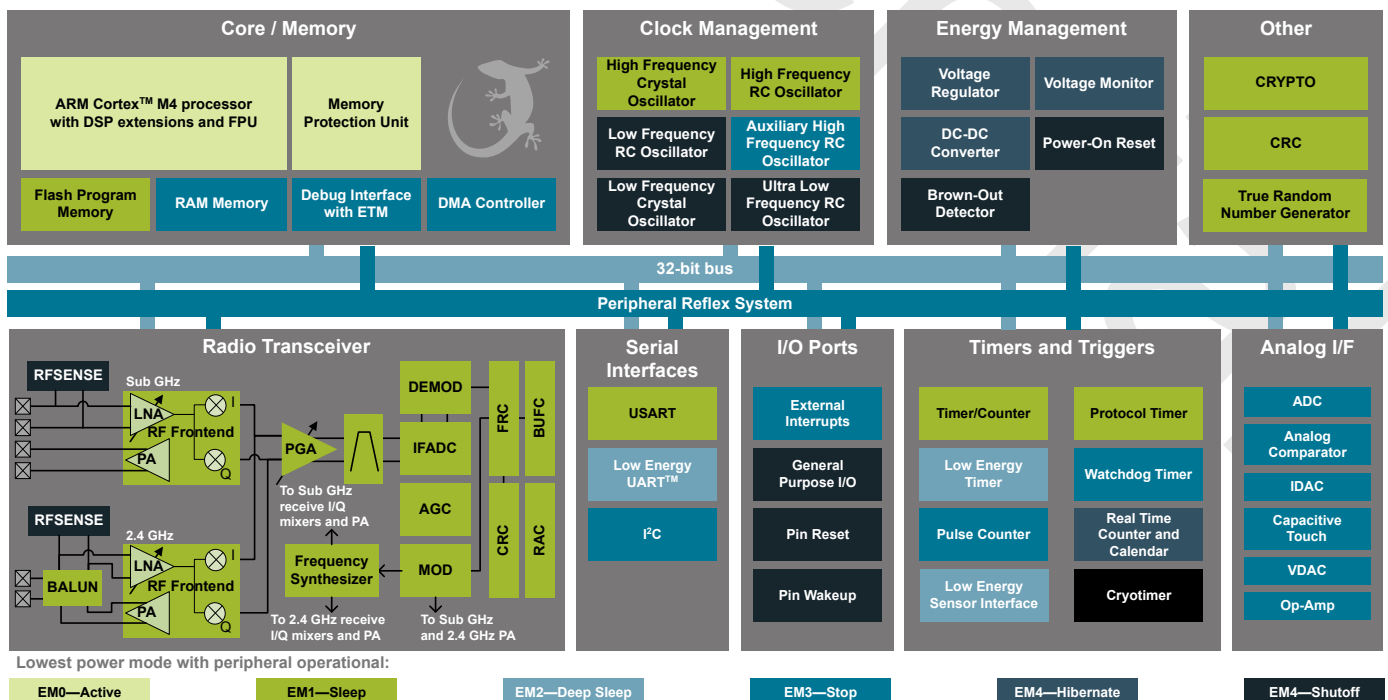 Core / Memory
ARM Cortex™ M4 processor
with DSP extensions and FPU
Memory
Protection Unit
Flash Program
Memory
RAM Memory
Debug Interface
with ETM
DMA Controller
Clock Management
High Frequency
Crystal
Oscillator
High Frequency
RC Oscillator
Low Frequency
RC Oscillator
Auxiliary High
Frequency RC
Oscillator
Low Frequency
Crystal
Oscillator
Ultra Low
Frequency RC
Oscillator
Energy Management
Voltage
Regulator
Voltage Monitor
DC-DC
Converter
Power-On Reset
Brown-Out
Detector
Other
CRYPTO
CRC
True Random
Number Generator
32-bit bus
Peripheral Reflex System
Radio Transceiver
RFSENSE
Sub GHz
LNA
I
RF Frontend
PA
Q
PGA
To Sub GHz
receive I/Q
mixers and PA
DEMOD
IFADC
AGC
MOD
FRC
BUFC
CRC
RAC
RFSENSE
2.4 GHz
LNA
I
RF Frontend
BALUN
PA
Q
Frequency
Synthesizer
To 2.4 GHz receive
I/Q mixers and PA
To Sub GHz
and 2.4 GHz PA
Serial
Interfaces
USART
Low Energy
UART™
I²C
I/O Ports
External
Interrupts
General
Purpose I/O
Pin Reset
Pin Wakeup
Timers and Triggers
Timer/Counter
Protocol Timer
Low Energy
Timer
Watchdog Timer
Pulse Counter
Real Time
Counter and
Calendar
Low Energy
Sensor Interface
Cryotimer
Analog I/F
ADC
Analog
Comparator
IDAC
Capacitive
Touch
VDAC
Op-Amp
Lowest power mode with peripheral operational:
EM0—Active
EM1—Sleep
EM2—Deep Sleep
EM3—Stop
EM4—Hibernate
EM4—Shutoff